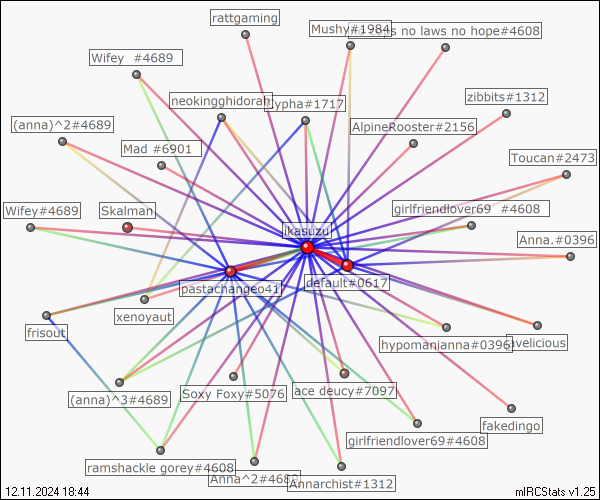 rattgaming
Mushy#1984
s no laws no hope#4608
Wifey  #4689
neokingghidorah
ypha#1717
zibbits#1312
(anna)^2#4689
AlpineRooster#2156
Mad #6901
Toucan#2473
Wifey#4689
Skalman
girlfriendlover69  #4608
ikasuzu
Anna.#0396
pastachangeo41
default#0617
xenoyaut
frisout
hypomanianna#0396
velicious
(anna)^3#4689
Soxy Foxy#5076
ace deucy#7097
fakedingo
girlfriendlover69#4608
ramshackle gorey#4608
Anna^2#468
Annarchist#1312
12.11.2024 18:44
mIRCStats v1.25